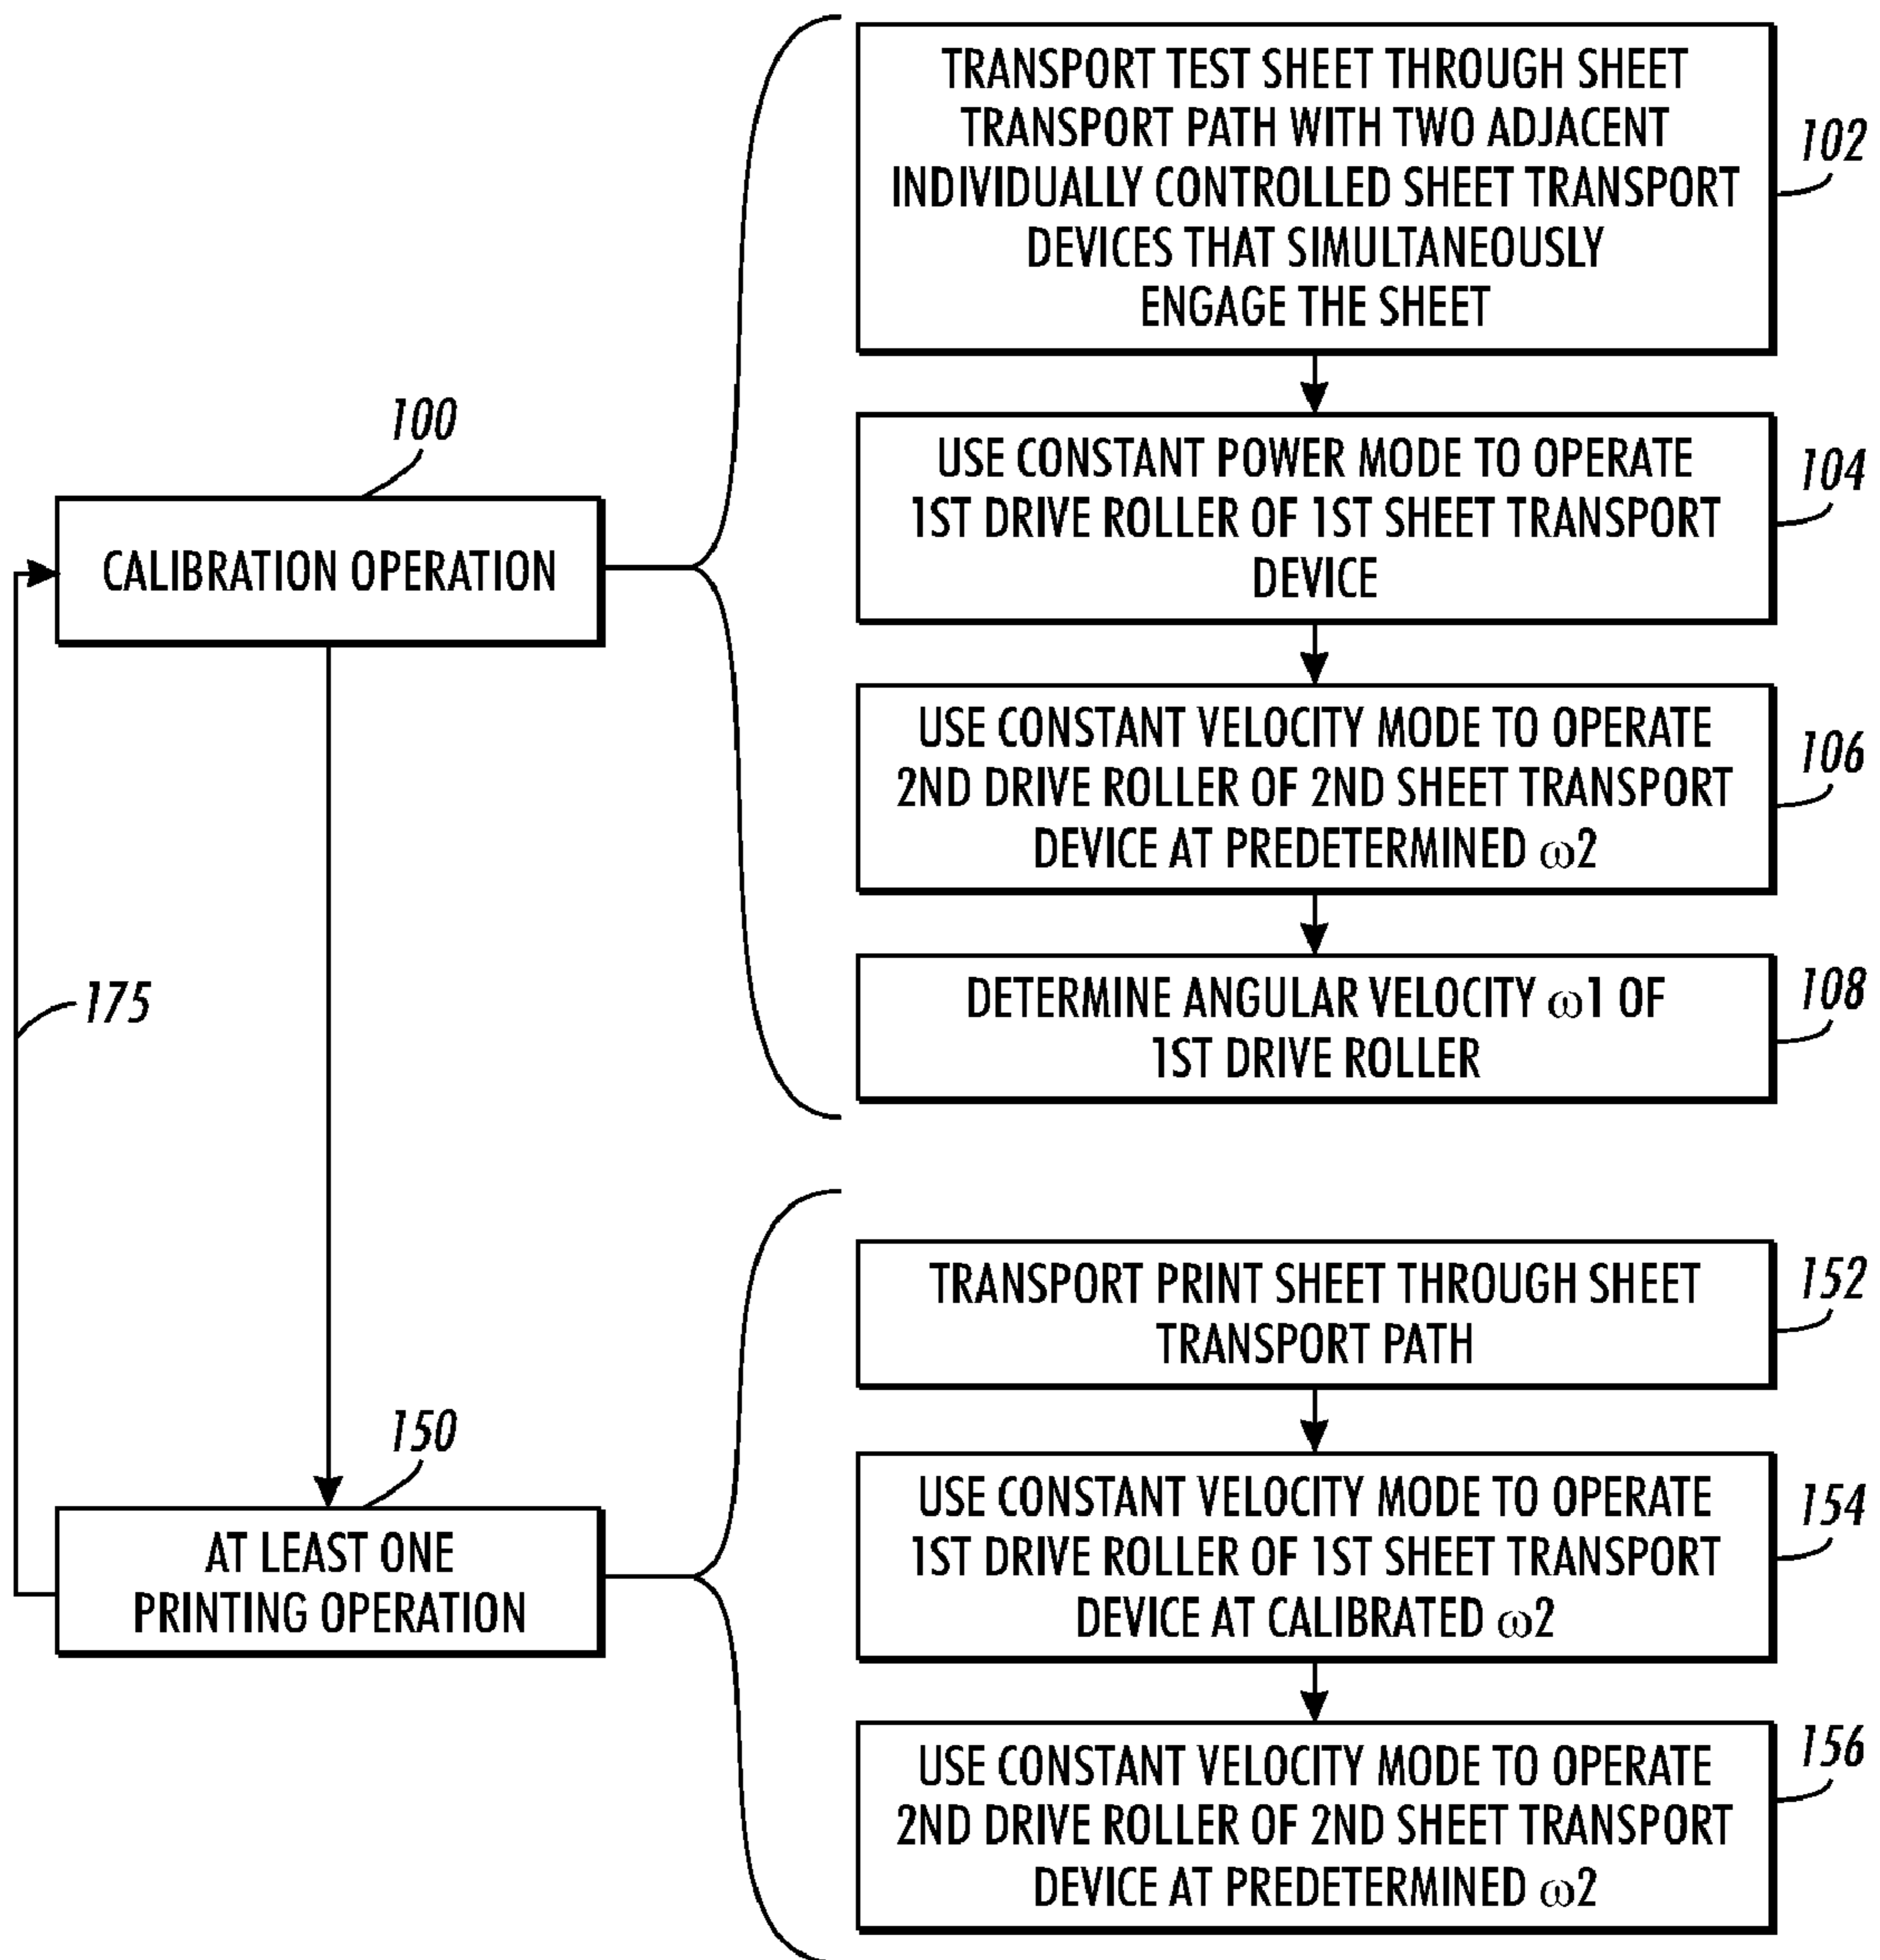 TRANSPORT TEST SHEET THROUGH SHEET
TRANSPORT PATH WITH TWO ADJACENT
INDIVIDUALLY CONTROLLED SHEET TRANSPORT
DEVICES THAT SIMULTANEOUSLY
ENGAGE THE SHEET
102
USE CONSTANT POWER MODE TO OPERATE
1ST DRIVE ROLLER OF 1ST SHEET TRANSPORT
DEVICE
104
100
CALIBRATION OPERATION
USE CONSTANT VELOCITY MODE TO OPERATE
2ND DRIVE ROLLER OF 2ND SHEET TRANSPORT
DEVICE AT PREDETERMINED ω2
106
DETERMINE ANGULAR VELOCITY ω1 OF
1ST DRIVE ROLLER
108
175
TRANSPORT PRINT SHEET THROUGH SHEET
TRANSPORT PATH
152
150
AT LEAST ONE
PRINTING OPERATION
USE CONSTANT VELOCITY MODE TO OPERATE
1ST DRIVE ROLLER OF 1ST SHEET TRANSPORT
DEVICE AT CALIBRATED ω2
154
USE CONSTANT VELOCITY MODE TO OPERATE
2ND DRIVE ROLLER OF 2ND SHEET TRANSPORT
DEVICE AT PREDETERMINED ω2
156